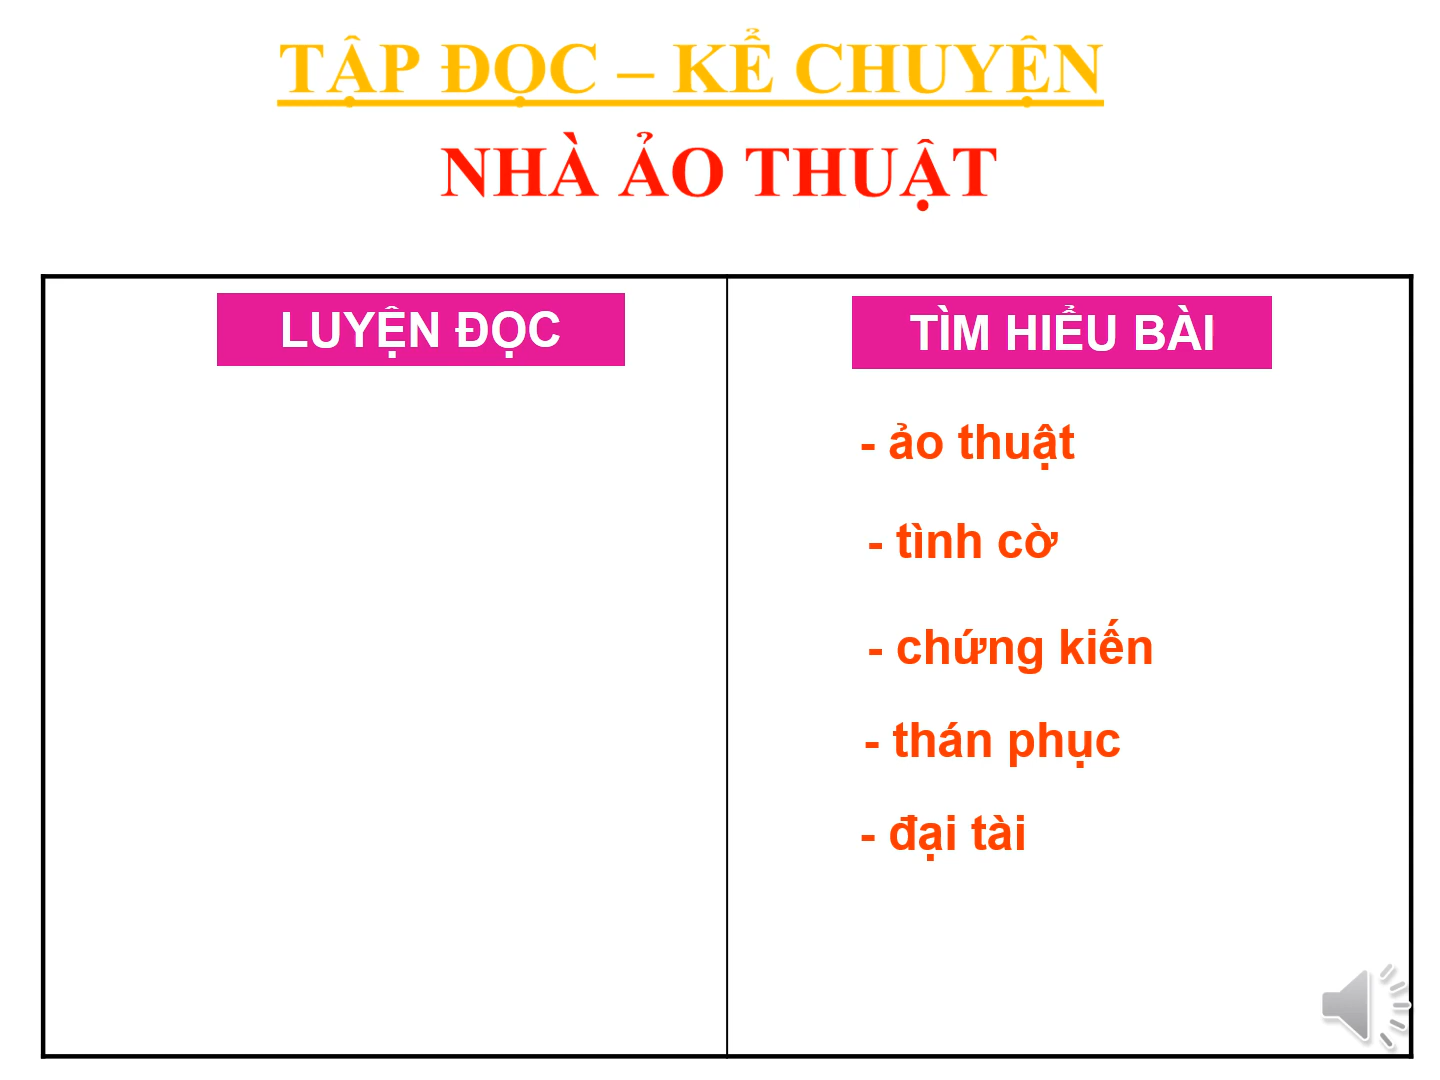 TẬP ĐỌC – KỂ CHUYỆN
NHÀ ẢO THUẬT
LUYỆN ĐỌC
TÌM HIỂU BÀI
- ảo thuật
- tình cờ
- chứng kiến
- thán phục
- đại tài